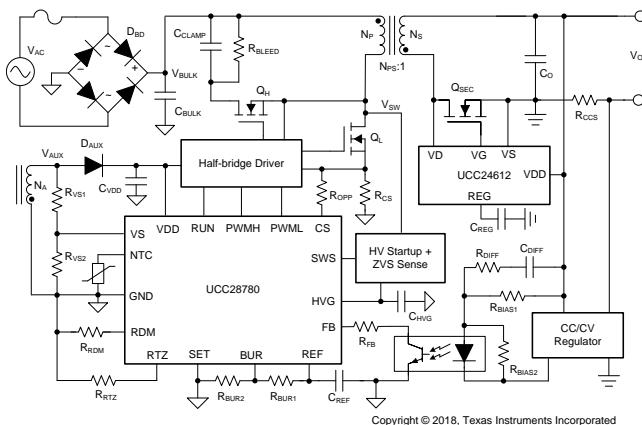 VAC
DBD
~
~
−
+
VBULK
CBULK
CCLAMP
RBLEED
NP
NS
NPS:1
QH
VSW
QL
CO
VO
QSEC
RCCS
VD
VG
VS
UCC24612
VDD
REG
CREG
VAUX
DAUX
NA
RVS1
CVDD
Half-bridge Driver
ROPP
RCS
VDD
RUN
PWMH
PWML
CS
VS
NTC
RVS2
GND
UCC28780
SWS
HV Startup +
ZVS Sense
HVG
CHVG
RDM
FB
RRDM
RFB
RTZ
SET
BUR
REF
RRTZ
RBUR2
RBUR1
CREF
RDIFF
CDIFF
RBIAS1
RBIAS2
CC/CV
Regulator
Copyright © 2018, Texas Instruments Incorporated